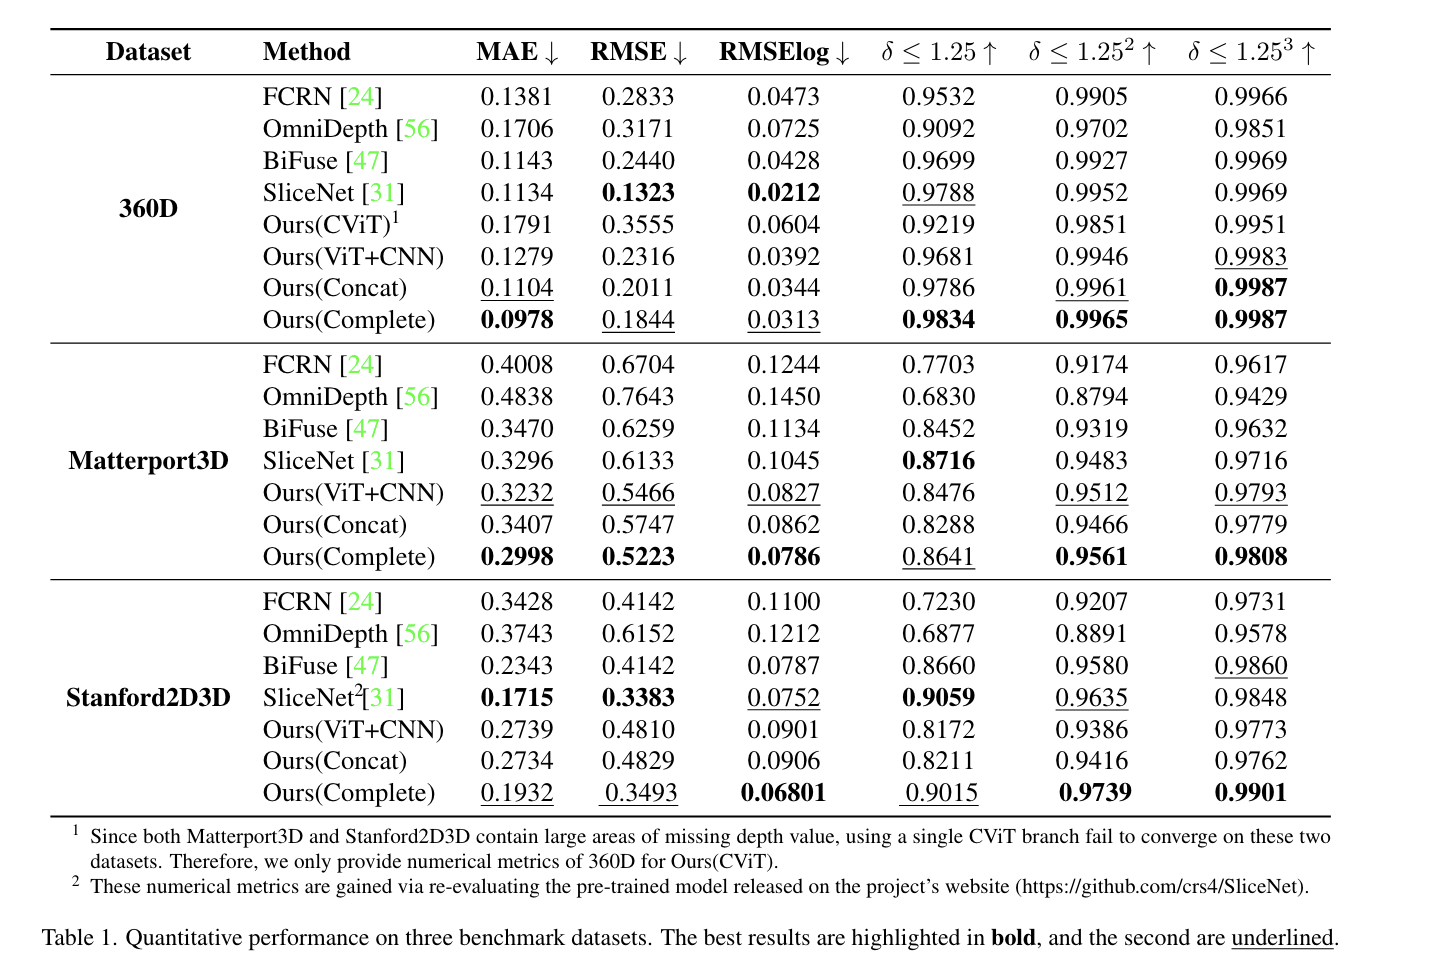 Dataset Method MAE ↓ RMSE ↓ RMSElog ↓ δ ≤ 1.25 ↑ δ ≤ 1.25² ↑ δ ≤ 1.25³ ↑
FCRN [24] 0.1381 0.2833 0.0473 0.9532 0.9905 0.9966
OmniDepth [56] 0.1706 0.3171 0.0725 0.9092 0.9702 0.9851
BiFuse [47] 0.1143 0.2440 0.0428 0.9699 0.9927 0.9969
SliceNet [31] 0.1134 0.1323 0.0212 0.9788 0.9952 0.9969
360D
Ours(CViT)¹ 0.1791 0.3555 0.0604 0.9219 0.9851 0.9951
Ours(ViT+CNN) 0.1279 0.2316 0.0392 0.9681 0.9946 0.9983
Ours(Concat) 0.1104 0.2011 0.0344 0.9786 0.9961 0.9987
Ours(Complete) 0.0978 0.1844 0.0313 0.9834 0.9965 0.9987
FCRN [24] 0.4008 0.6704 0.1244 0.7703 0.9174 0.9617
OmniDepth [56] 0.4838 0.7643 0.1450 0.6830 0.8794 0.9429
BiFuse [47] 0.3470 0.6259 0.1134 0.8452 0.9319 0.9632
Matterport3D SliceNet [31] 0.3296 0.6133 0.1045 0.8716 0.9483 0.9716
Ours(ViT+CNN) 0.3232 0.5466 0.0827 0.8476 0.9512 0.9793
Ours(Concat) 0.3407 0.5747 0.0862 0.8288 0.9466 0.9779
Ours(Complete) 0.2998 0.5223 0.0786 0.8641 0.9561 0.9808
FCRN [24] 0.3428 0.4142 0.1100 0.7230 0.9207 0.9731
OmniDepth [56] 0.3743 0.6152 0.1212 0.6877 0.8891 0.9578
BiFuse [47] 0.2343 0.4142 0.0787 0.8660 0.9580 0.9860
Stanford2D3D SliceNet²[31] 0.1715 0.3383 0.0752 0.9059 0.9635 0.9848
Ours(ViT+CNN) 0.2739 0.4810 0.0901 0.8172 0.9386 0.9773
Ours(Concat) 0.2734 0.4829 0.0906 0.8211 0.9416 0.9762
Ours(Complete) 0.1932 0.3493 0.06801 0.9015 0.9739 0.9901
¹ Since both Matterport3D and Stanford2D3D contain large areas of missing depth value, using a single CViT branch fail to converge on these two
datasets. Therefore, we only provide numerical metrics of 360D for Ours(CViT).
² These numerical metrics are gained via re-evaluating the pre-trained model released on the project's website (https://github.com/crs4/SliceNet).
Table 1. Quantitative performance on three benchmark datasets. The best results are highlighted in bold, and the second are underlined.